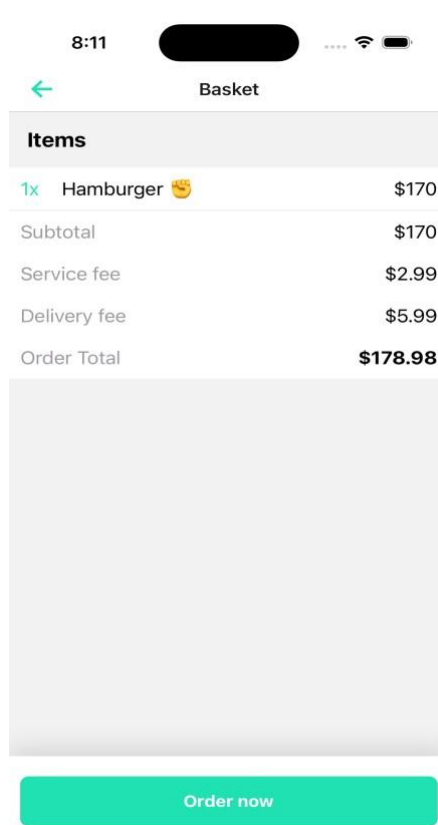 8:11
Basket
Items
1x Hamburger ✊ $170
Subtotal $170
Service fee $2.99
Delivery fee $5.99
Order Total $178.98
Order now